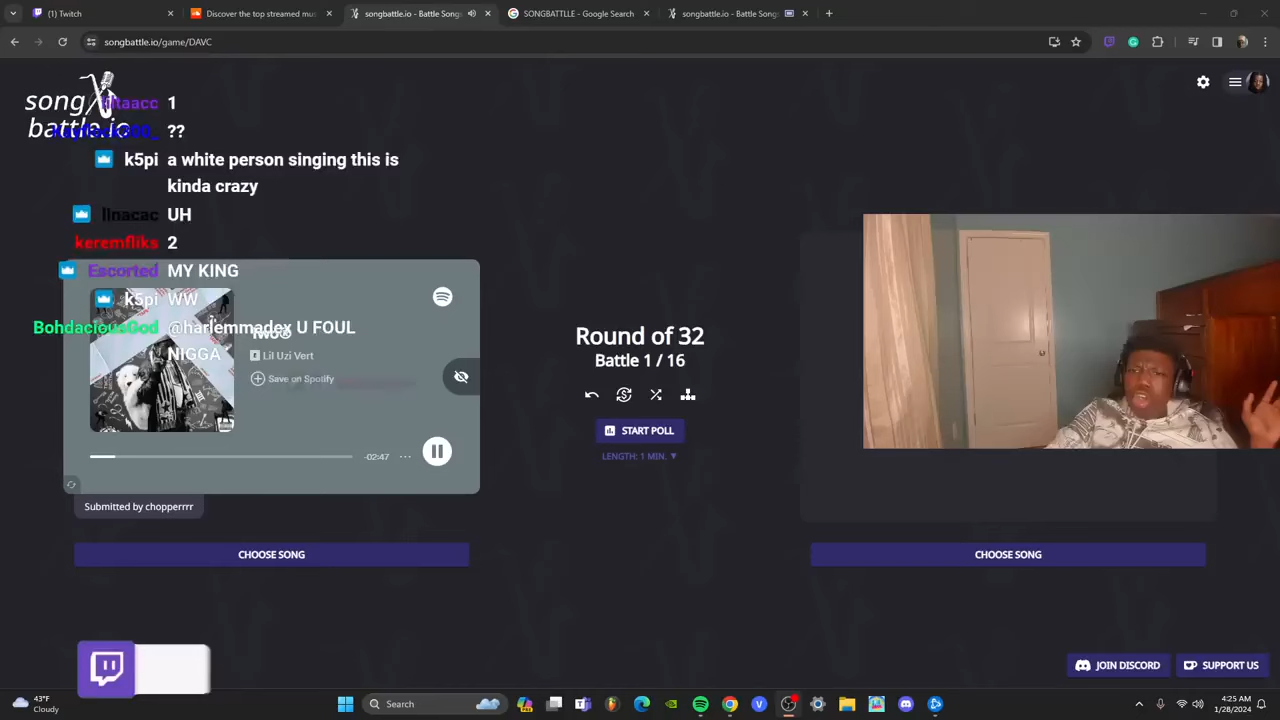 (1) Twitch
Discover the top streamed mus
songbattle.io - Battle Song
SONGBATTLLE - Google Search
songbattle.io - Battle Song
songbattle.io/game/DAVC
song
battle.io
1
??
k5pi a white person singing this is
kinda crazy
llnacac UH
keremfliks 2
Escorted MY KING
k5pi WW
BohdaciousGod @harlemmadex U FOUL
NIGGA
E Lil Uzi Vert
Save on Spotify
-02:47
Submitted by chopperrrr
CHOOSE SONG
Round of 32
Battle 1 / 16
START POLL
LENGTH: 1 MIN. ▼
CHOOSE SONG
JOIN DISCORD
SUPPORT US
43°F
Cloudy
Search
4:25 AM
1/28/2024